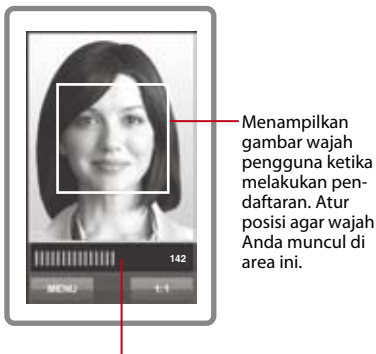 Menampilkan
gambar wajah
pengguna ketika
melakukan pen-
daftaran. Atur
posisi agar wajah
Anda muncul di
area ini.
142
MENU 1:1